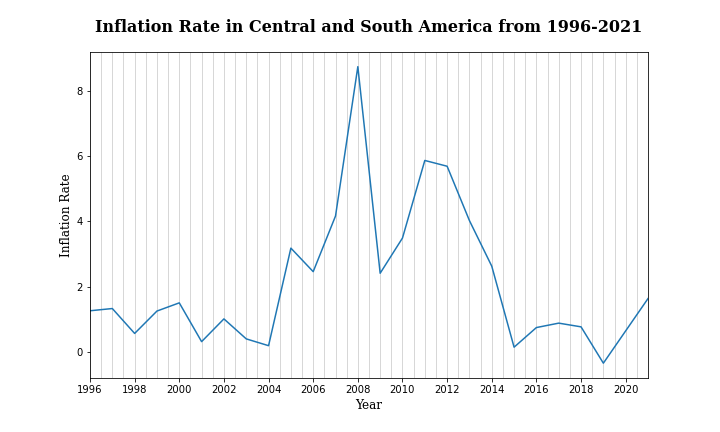 Inflation Rate in Central and South America from 1996-2021
Inflation Rate
8
6
4
2
0
1996 1998 2000 2002 2004 2006 2008 2010 2012 2014 2016 2018 2020
Year